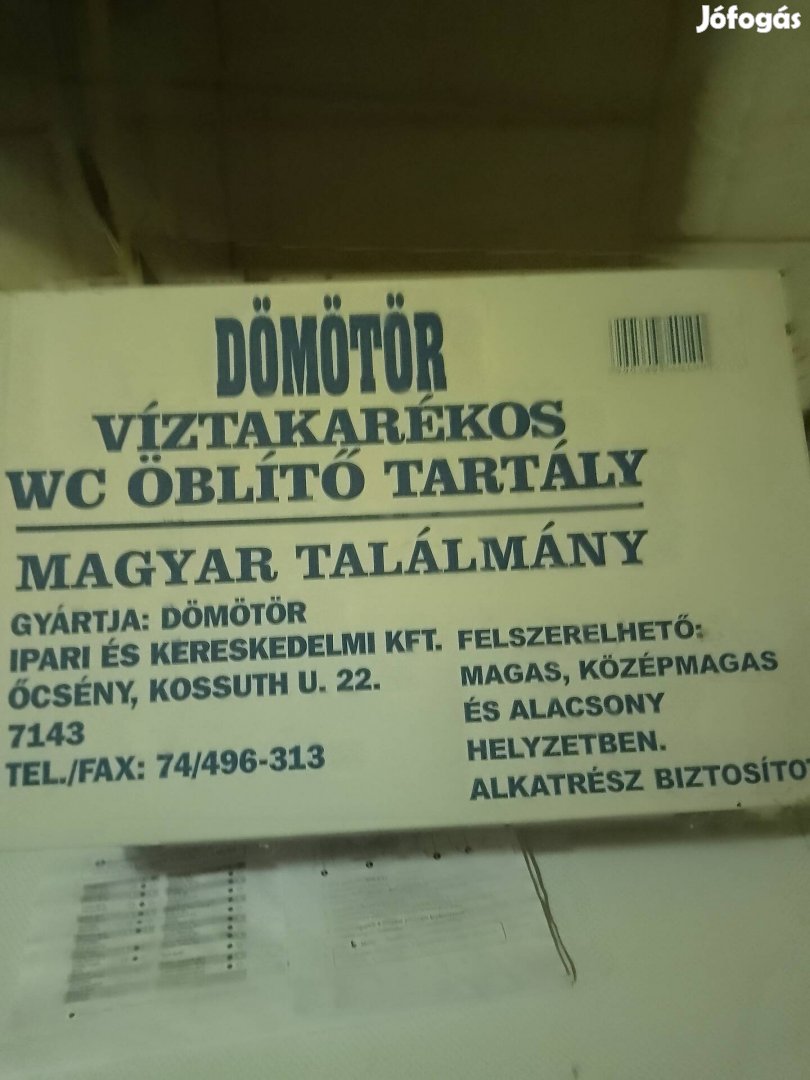 Jófogás
DÖMÖTÖR
VÍZTAKARÉKOS
WC ÖBLÍTŐ TARTÁLY
MAGYAR TALÁLMÁNY
GYÁRTJA: DÖMÖTÖR
IPARI ÉS KERESKEDELMI KFT.
ŐCSÉNY, KOSSUTH U. 22.
7143
TEL./FAX: 74/496-313
FELSZERELHETŐ:
MAGAS, KÖZÉPMAGAS
ÉS ALACSONY
HELYZETBEN.
ALKATRÉSZ BIZTOSÍTOT